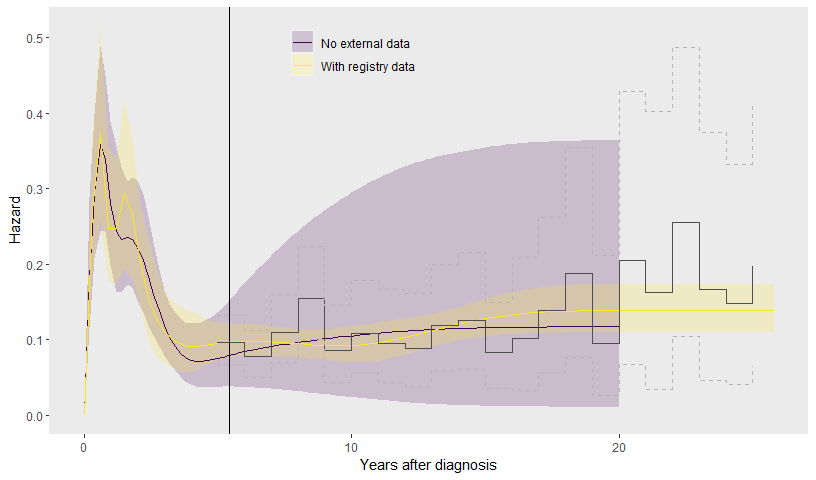 0.5
0.4
0.3
0.2
0.1
0.0
Hazard
No external data
With registry data
0
10
20
Years after diagnosis